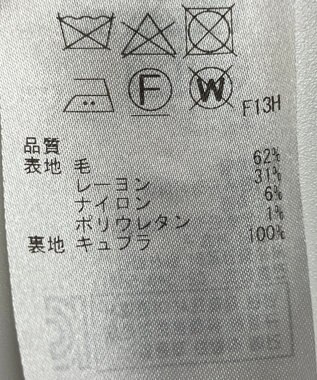 F W F13H
品質
表地 毛 62%
レーヨン 31%
ナイロン 6%
ポリウレタン 1%
裏地 キュプラ 100%